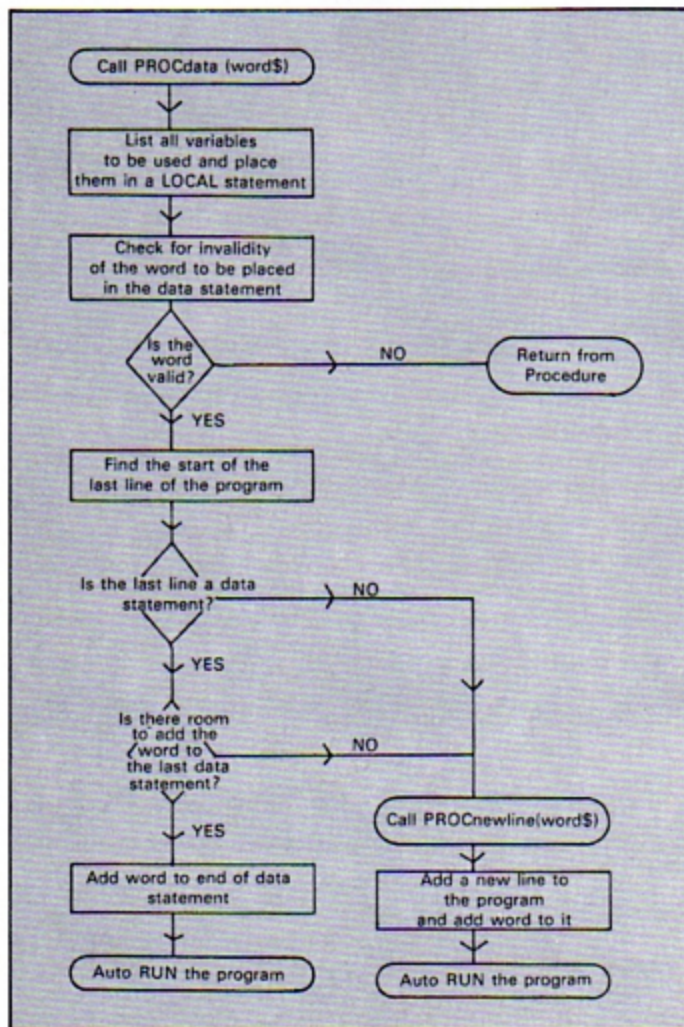 Call PROCdata (word$)
List all variables
to be used and place
them in a LOCAL statement
Check for invalidity
of the word to be placed
in the data statement
Is the
word
valid?
NO
Return from
Procedure
YES
Find the start of the
last line of the program
Is the last line a data
statement?
NO
YES
Is there room
to add the
word to
the last data
statement?
NO
YES
Call PROCnewline(word$)
Add word to end of data
statement
Add a new line to
the program
and add word to it
Auto RUN the program
Auto RUN the program